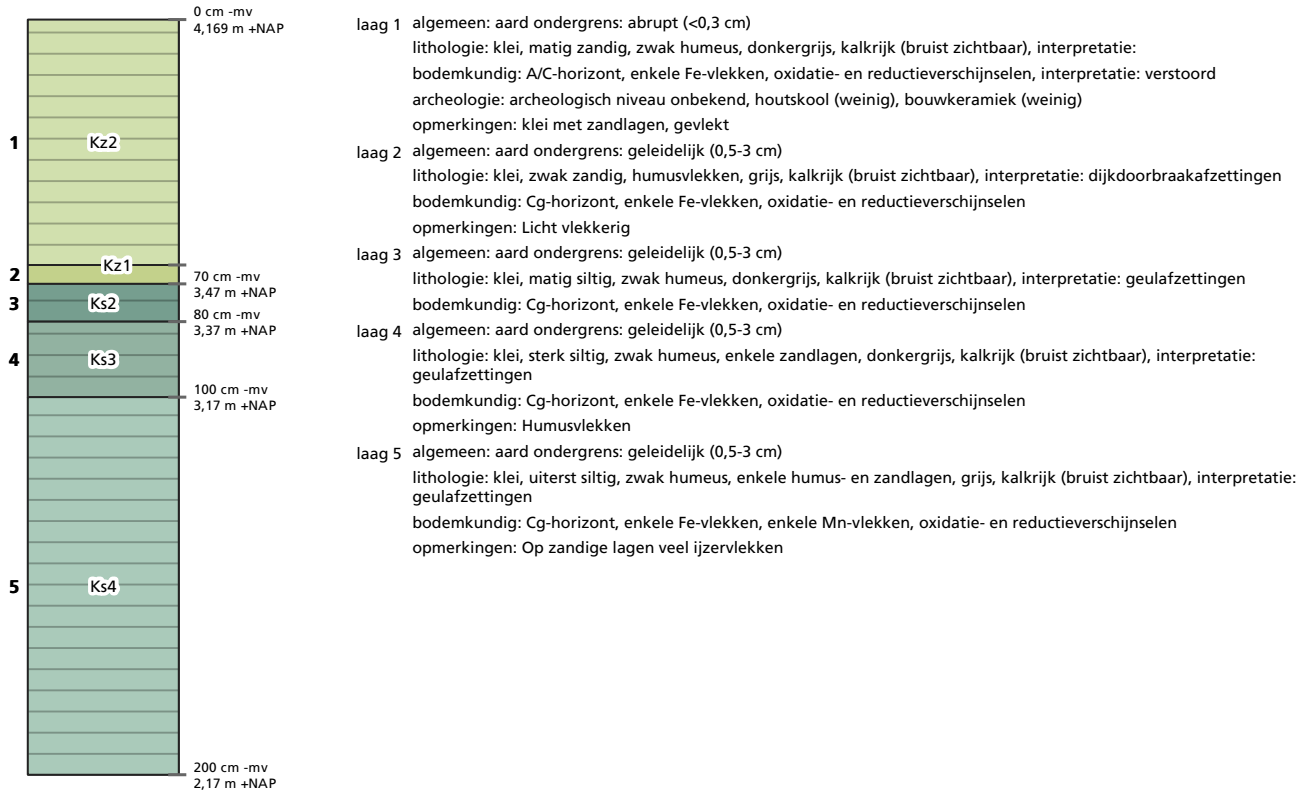 0 cm -mv
4,169 m +NAP
1
Kz2
Kz1
2
70 cm -mv
3,47 m +NAP
3
Ks2
80 cm -mv
3,37 m +NAP
4
Ks3
100 cm -mv
3,17 m +NAP
5
Ks4
200 cm -mv
2,17 m +NAP
laag 1 algemeen: aard ondergrens: abrupt (<0,3 cm)
lithologie: klei, matig zandig, zwak humeus, donkergrijs, kalkrijk (bruist zichtbaar), interpretatie:
bodemkundig: A/C-horizont, enkele Fe-vlekken, oxidatie- en reductieverschijnselen, interpretatie: verstoord
archeologie: archeologisch niveau onbekend, houtskool (weinig), bouwkeramiek (weinig)
opmerkingen: klei met zandlagen, gevlekt
laag 2 algemeen: aard ondergrens: geleidelijk (0,5-3 cm)
lithologie: klei, zwak zandig, humusvlekken, grijs, kalkrijk (bruist zichtbaar), interpretatie: dijkdoorbraakafzettingen
bodemkundig: Cg-horizont, enkele Fe-vlekken, oxidatie- en reductieverschijnselen
opmerkingen: Licht vlekkerig
laag 3 algemeen: aard ondergrens: geleidelijk (0,5-3 cm)
lithologie: klei, matig siltig, zwak humeus, donkergrijs, kalkrijk (bruist zichtbaar), interpretatie: geulafzettingen
bodemkundig: Cg-horizont, enkele Fe-vlekken, oxidatie- en reductieverschijnselen
laag 4 algemeen: aard ondergrens: geleidelijk (0,5-3 cm)
lithologie: klei, sterk siltig, zwak humeus, enkele zandlagen, donkergrijs, kalkrijk (bruist zichtbaar), interpretatie:
geulafzettingen
bodemkundig: Cg-horizont, enkele Fe-vlekken, oxidatie- en reductieverschijnselen
opmerkingen: Humusvlekken
laag 5 algemeen: aard ondergrens: geleidelijk (0,5-3 cm)
lithologie: klei, uiterst siltig, zwak humeus, enkele humus- en zandlagen, grijs, kalkrijk (bruist zichtbaar), interpretatie:
geulafzettingen
bodemkundig: Cg-horizont, enkele Fe-vlekken, enkele Mn-vlekken, oxidatie- en reductieverschijnselen
opmerkingen: Op zandige lagen veel ijzervlekken